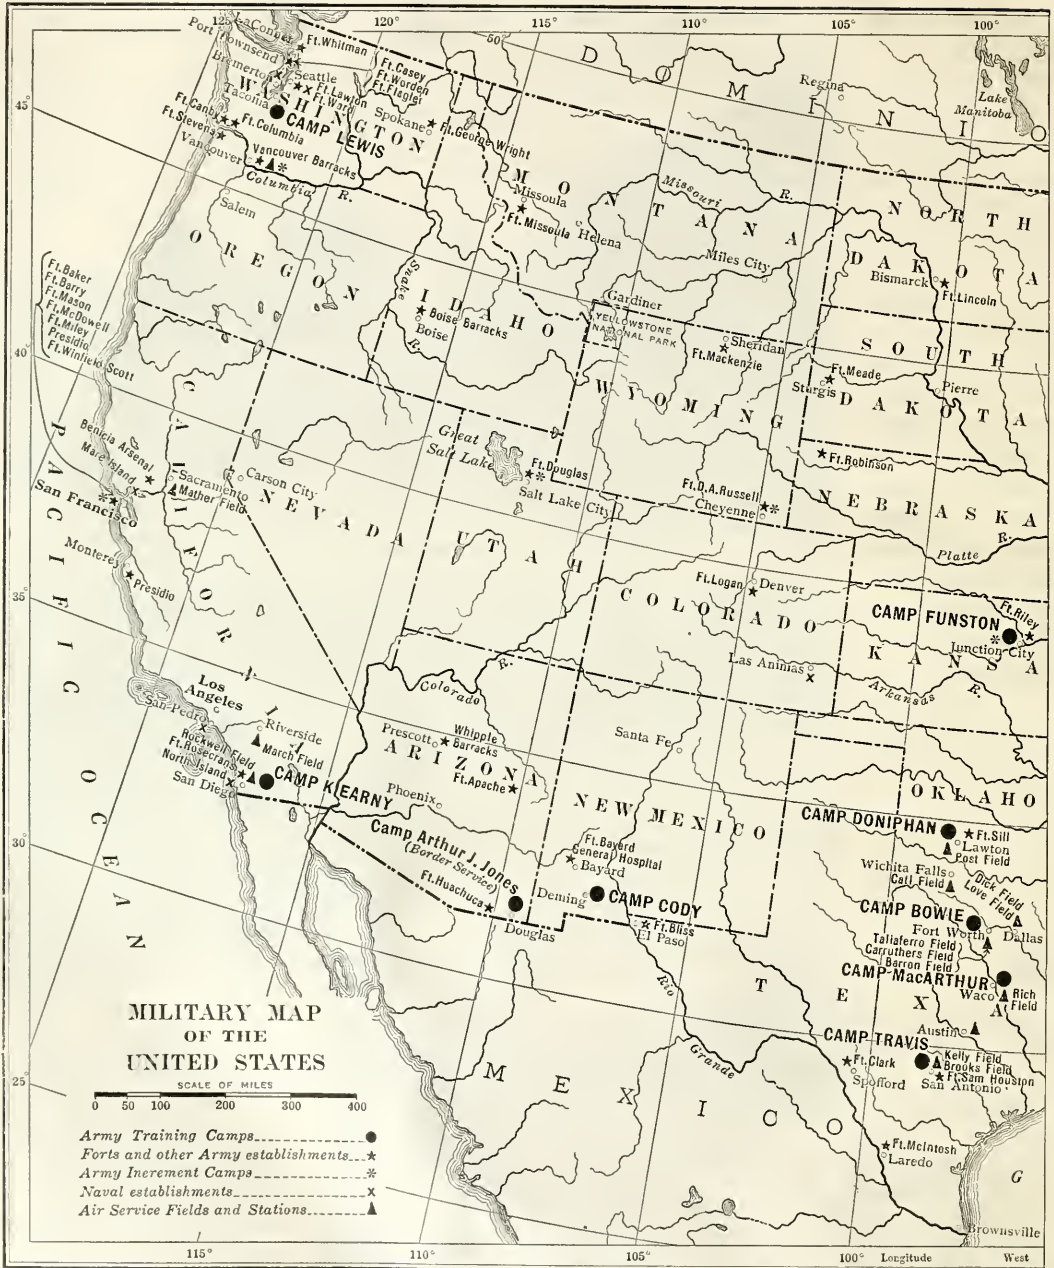 125°
120°
115°
110°
105°
100°
50°
LaConner
Port Townsend
Ft.Whitman
Ft.Casey
Ft.Worden
Ft.Flagler
Bremerton
Seattle
Ft.Lawton
Ft.Ward
Tacoma
WASHINGTON
CAMP LEWIS
Spokane
Ft.George Wright
45°
Ft.Canby
Ft.Stevens
Ft.Columbia
Vancouver
Vancouver Barracks
Columbia R.
Salem
OREGON
DOMINIO
Regina
Lake
Manitoba
MONTANA
Missouri R.
Missoula
Ft.Missoula
Helena
Miles City
NORTH
DAKOTA
Bismarck
Ft.Lincoln
Snake
R.
IDAHO
Boise Barracks
Boise
Gardiner
YELLOWSTONE
NATIONAL PARK
Sheridan
Ft.Mackenzie
WYOMING
SOUTH
DAKOTA
Ft.Meade
Sturgis
Pierre
Ft.Baker
Ft.Barry
Ft.Mason
Ft.McDowell
Ft.Miley
Presidio
Ft.Winfield Scott
40°
CALIFORNIA
Benicia Arsenal
Mare Island
San Francisco
Sacramento
Mather Field
Carson City
NEVADA
Great
Salt Lake
Ft.Douglas
Salt Lake City
UTAH
Ft.D.A.Russell
Cheyenne
Ft.Robinson
NEBRASKA
Platte R.
Monterey
Presidio
35°
PACIFIC OCEAN
Ft.Logan
Denver
COLORADO
Las Animas
CAMP FUNSTON
Ft.Riley
Junction City
KANSA
Arkansas R.
Los
Angeles
San Pedro
Riverside
March Field
Rockwell Field
Ft.Rosecrans
North Island
San Diego
CAMP KEARNY
Colorado R.
Prescott
Whipple
Barracks
ARIZONA
Ft.Apache
Phoenix
Santa Fe
NEW MEXICO
OKLAHO
30°
Camp Arthur J. Jones
(Border Service)
Ft.Huachuca
Douglas
Ft.Bayard
General Hospital
Bayard
Deming
CAMP CODY
Ft.Bliss
El Paso
CAMP DONIPHAN
Ft.Sill
Lawton
Post Field
Wichita Falls
Call Field
Dick Field
Love Field
CAMP BOWIE
Fort Worth
Dallas
Taliaferro Field
Carruthers Field
Barron Field
CAMP MacARTHUR
Waco
Rich
Field
TEXA
Austin
CAMP TRAVIS
Kelly Field
Brooks Field
Ft.Sam Houston
San Antonio
Ft.Clark
Spofford
Rio
Grande
MEXICO
Ft.McIntosh
Laredo
G
Brownsville
25°
MILITARY MAP
OF THE
UNITED STATES
SCALE OF MILES
0 50 100 200 300 400
Army Training Camps
Forts and other Army establishments
Army Increment Camps
Naval establishments x
Air Service Fields and Stations
115°
110°
105°
100° Longitude West